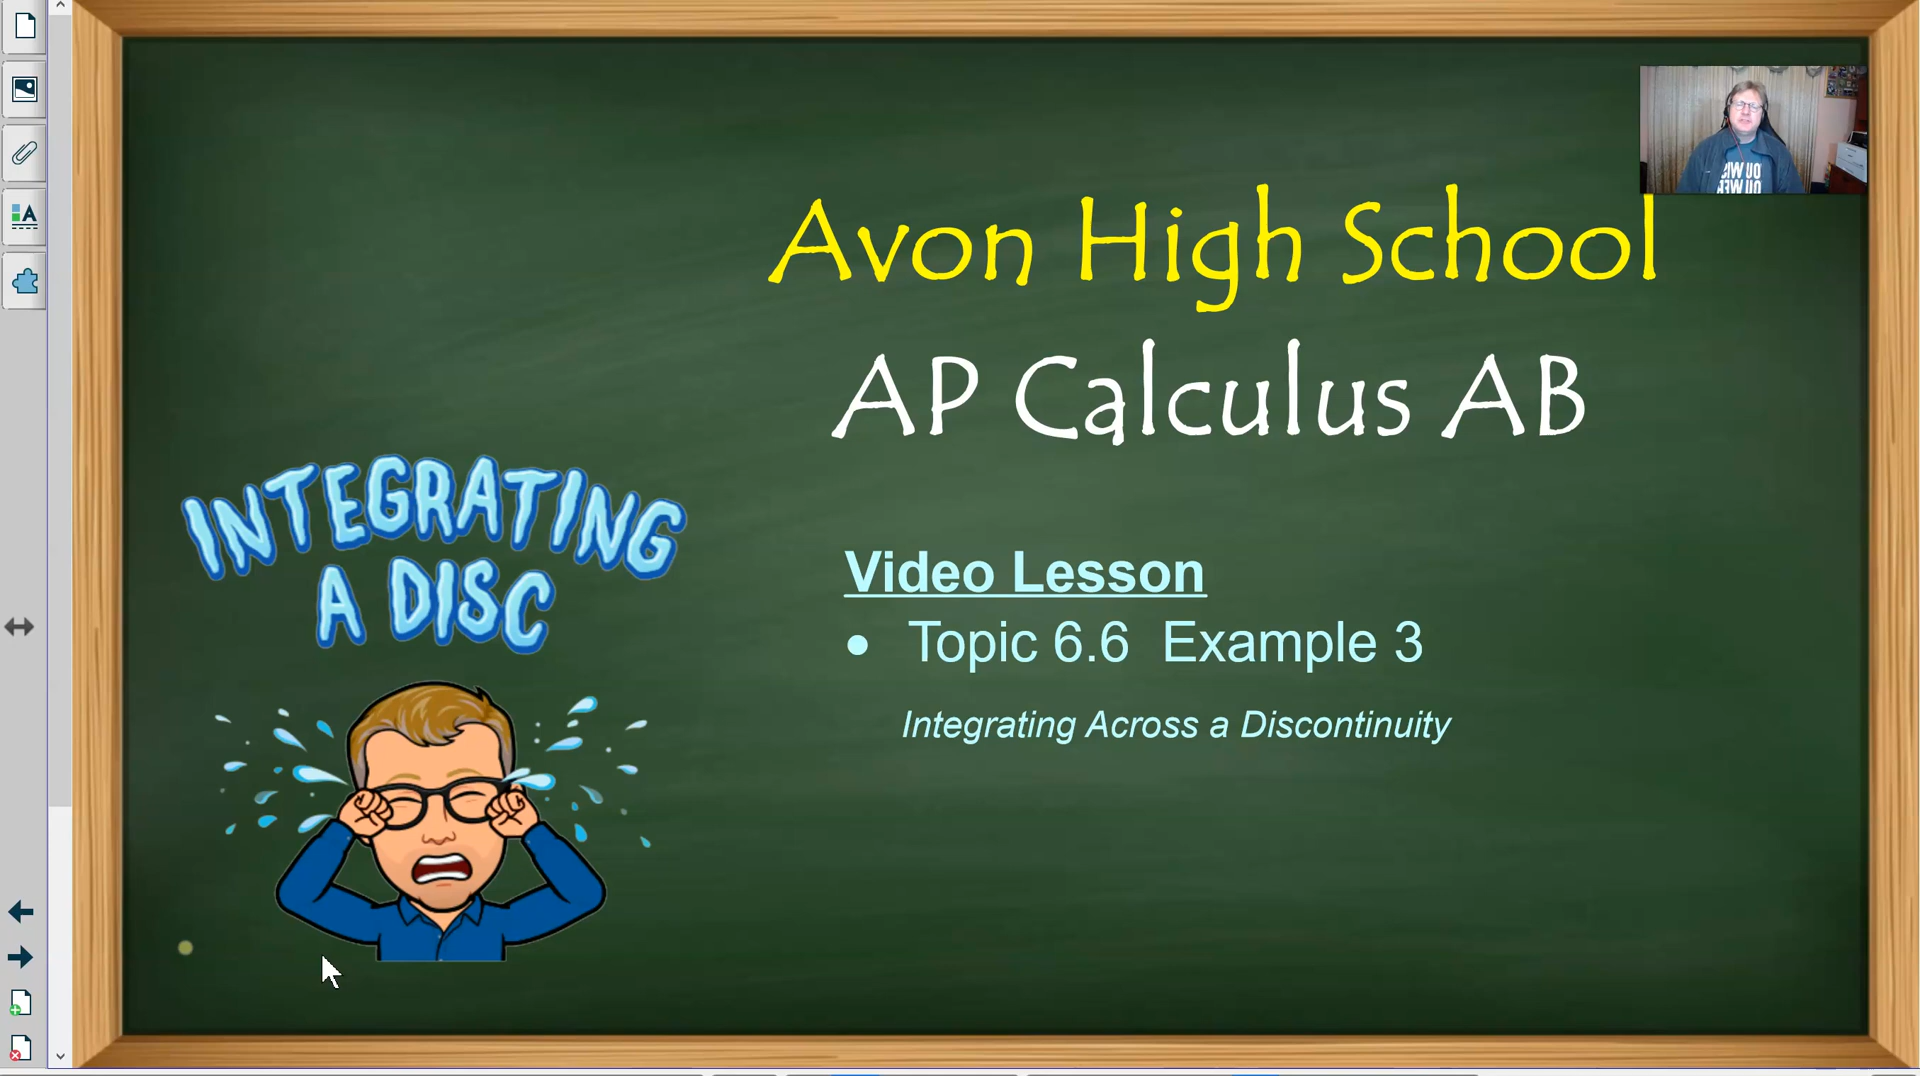 Avon High School
AP Calculus AB
INTEGRATING
A DISC
Video Lesson
• Topic 6.6 Example 3
Integrating Across a Discontinuity